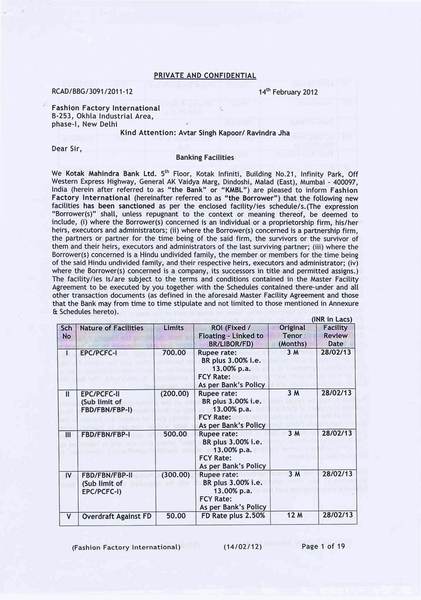 PRIVATE AND CONFIDENTIAL
RCAD/BBG/3091/2011-12 14th February 2012
Fashion Factory International
B-253, Okhla Industrial Area,
phase-I, New Delhi
Kind Attention: Avtar Singh Kapoor/ Ravindra Jha
Dear Sir,
Banking Facilities
We Kotak Mahindra Bank Ltd. 5th Floor, Kotak Infiniti, Building No.21, Infinity Park, Off
Western Express Highway, General AK Vaidya Marg, Dindoshi, Malad (East), Mumbai - 400097,
India (herein after referred to as "the Bank" or "KMBL") are pleased to inform Fashion
Factory International (hereinafter referred to as "the Borrower") that the following new
facilities has been sanctioned as per the enclosed facility/ies schedule/s.(The expression
"Borrower(s)" shall, unless repugnant to the context or meaning thereof, be deemed to
include, (i) where the Borrower(s) concerned is an individual or a proprietorship firm, his/her
heirs, executors and administrators; (ii) where the Borrower(s) concerned is a partnership firm,
the partners or partner for the time being of the said firm, the survivors or the survivor of
them and their heirs, executors and administrators of the last surviving partner; (iii) where the
Borrower(s) concerned is a Hindu undivided family, the member or members for the time being
of the said Hindu undivided family, and their respective heirs, executors and administrator; (iv)
where the Borrower(s) concerned is a company, its successors in title and permitted assigns.)
The facility/ies is/are subject to the terms and conditions contained in the Master Facility
Agreement to be executed by you together with the Schedules contained there-under and all
other transaction documents (as defined in the aforesaid Master Facility Agreement and those
that the Bank may from time to time stipulate and not limited to those mentioned in Annexure
& Schedules hereto).
(INR in Lacs)
Sch No Nature of Facilities Limits ROI (Fixed / Floating - Linked to BR/LIBOR/FD) Original Tenor (Months) Facility Review Date
I EPC/PCFC-I 700.00 Rupee rate: 3 M 28/02/13
BR plus 3.00% i.e.
13.00% p.a.
FCY Rate:
As per Bank's Policy
II EPC/PCFC-II (200.00) Rupee rate: 3 M 28/02/13
(Sub limit of BR plus 3.00% i.e.
FBD/FBN/FBP-I) 13.00% p.a.
FCY Rate:
As per Bank's Policy
III FBD/FBN/FBP-I 500.00 Rupee rate: 3 M 28/02/13
BR plus 3.00% i.e.
13.00% p.a.
FCY Rate:
As per Bank's Policy
IV FBD/FBN/FBP-II (300.00) Rupee rate: 3 M 28/02/13
(Sub limit of BR plus 3.00% i.e.
EPC/PCFC-I) 13.00% p.a.
FCY Rate:
As per Bank's Policy
V Overdraft Against FD 50.00 FD Rate plus 2.50% 12 M 28/02/13
(Fashion Factory International) (14/02/12) Page 1 of 19